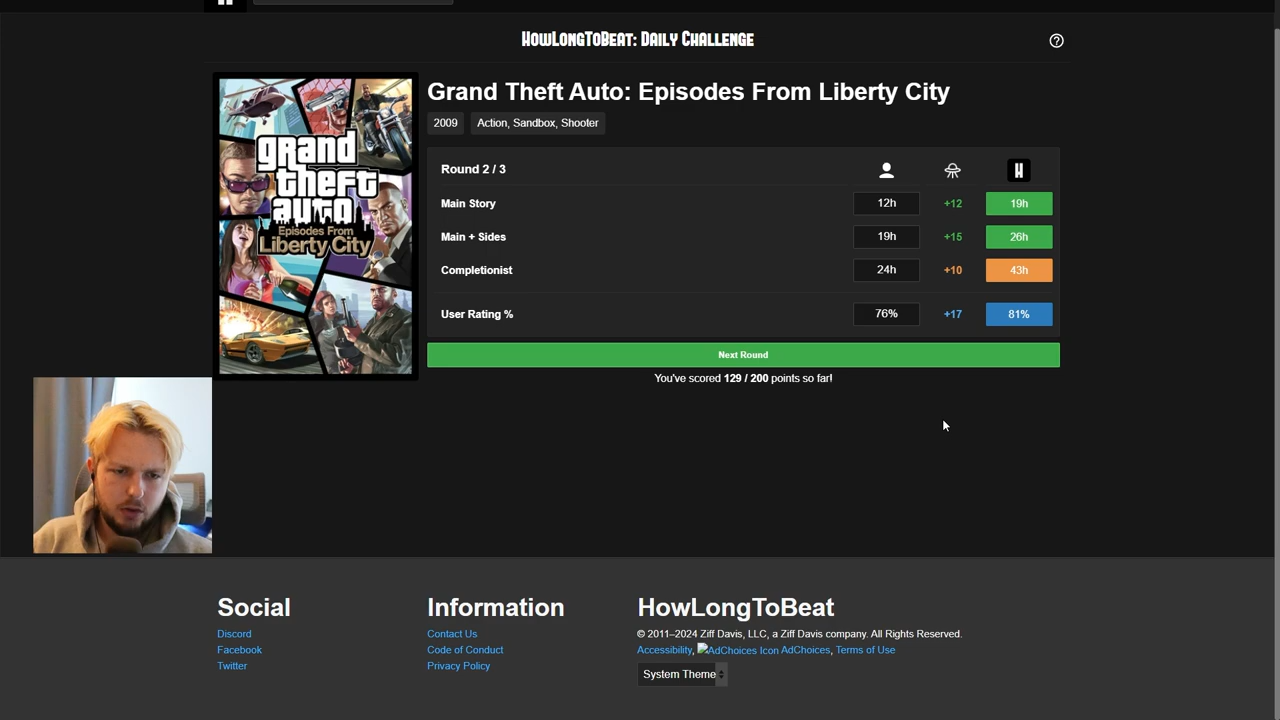 HowLongToBeat: Daily Challenge
Grand Theft Auto: Episodes From Liberty City
2009
Action, Sandbox, Shooter
grand
theft
auto
Episodes From
Liberty City
Round 2 / 3
H
Main Story
12h
+12
19h
Main + Sides
19h
+15
26h
Completionist
24h
+10
43h
User Rating %
76%
+17
81%
Next Round
You've scored 129 / 200 points so far!
Social
Discord
Facebook
Twitter
Information
Contact Us
Code of Conduct
Privacy Policy
HowLongToBeat
© 2011–2024 Ziff Davis, LLC, a Ziff Davis company. All Rights Reserved.
Accessibility, AdChoices Icon AdChoices, Terms of Use
System Theme